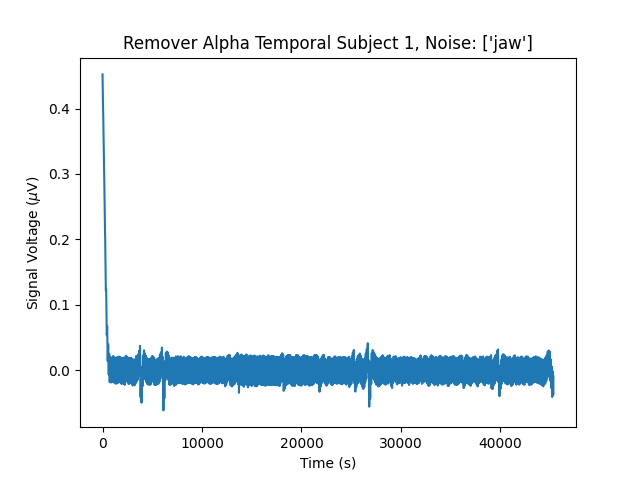 Remover Alpha Temporal Subject 1, Noise: ['jaw']
Signal Voltage (μV)
0.4
0.3
0.2
0.1
0.0
0 10000 20000 30000 40000
Time (s)